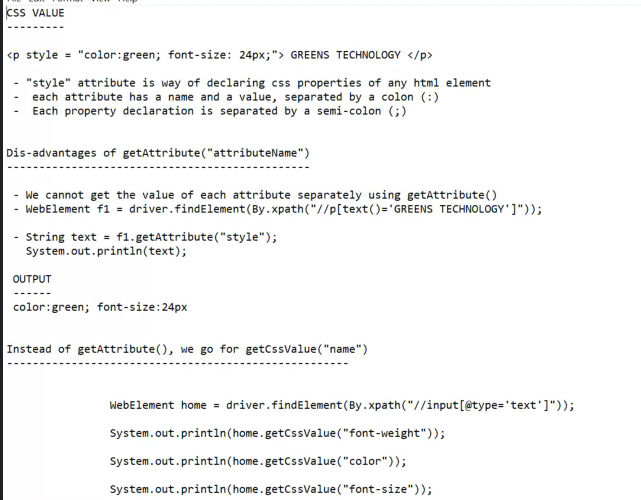 File Edit Format View Help
CSS VALUE
---------
<p style = "color:green; font-size: 24px;"> GREENS TECHNOLOGY </p>
- "style" attribute is way of declaring css properties of any html element
- each attribute has a name and a value, separated by a colon (:)
- Each property declaration is separated by a semi-colon (;)
Dis-advantages of getAttribute("attributeName")
-----------------------------------------------
- We cannot get the value of each attribute separately using getAttribute()
- WebElement f1 = driver.findElement(By.xpath("//p[text()='GREENS TECHNOLOGY']"));
- String text = f1.getAttribute("style");
System.out.println(text);
OUTPUT
------
color:green; font-size:24px
Instead of getAttribute(), we go for getCssValue("name")
-----------------------------------------------------
WebElement home = driver.findElement(By.xpath("//input[@type='text']"));
System.out.println(home.getCssValue("font-weight"));
System.out.println(home.getCssValue("color"));
System.out.println(home.getCssValue("font-size"));